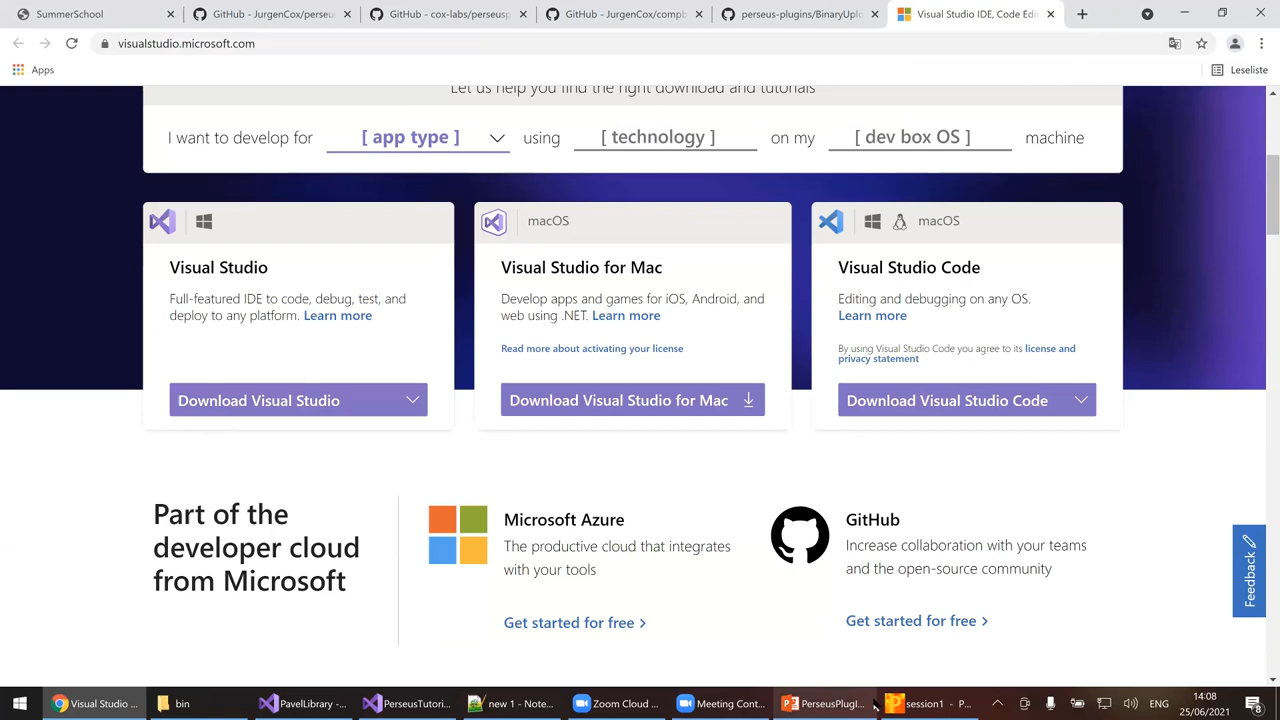 SummerSchool
GitHub - JurgenCox/perseu
GitHub - cox-labs/perseusp
GitHub - JurgenCox/compb
perseus-plugins/BinaryUplo
Visual Studio IDE, Code Edit
visualstudio.microsoft.com
Apps
Leseliste
Let us help you find the right download and tutorials
I want to develop for [ app type ] using [ technology ] on my [ dev box OS ] machine
macOS
macOS
Visual Studio
Visual Studio for Mac
Visual Studio Code
Full-featured IDE to code, debug, test, and
deploy to any platform. Learn more
Develop apps and games for iOS, Android, and
web using .NET. Learn more
Editing and debugging on any OS.
Learn more
Read more about activating your license
By using Visual Studio Code you agree to its license and
privacy statement
Download Visual Studio
Download Visual Studio for Mac
Download Visual Studio Code
Part of the
developer cloud
from Microsoft
Microsoft Azure
The productive cloud that integrates
with your tools
Get started for free
GitHub
Increase collaboration with your teams
and the open-source community
Get started for free
Feedback
Visual Studio ...
bin
PavelLibrary - ...
PerseusTutori...
new 1 - Note...
Zoom Cloud ...
Meeting Cont...
PerseusPlugI...
session1 - P...
ENG
14:08
25/06/2021
8